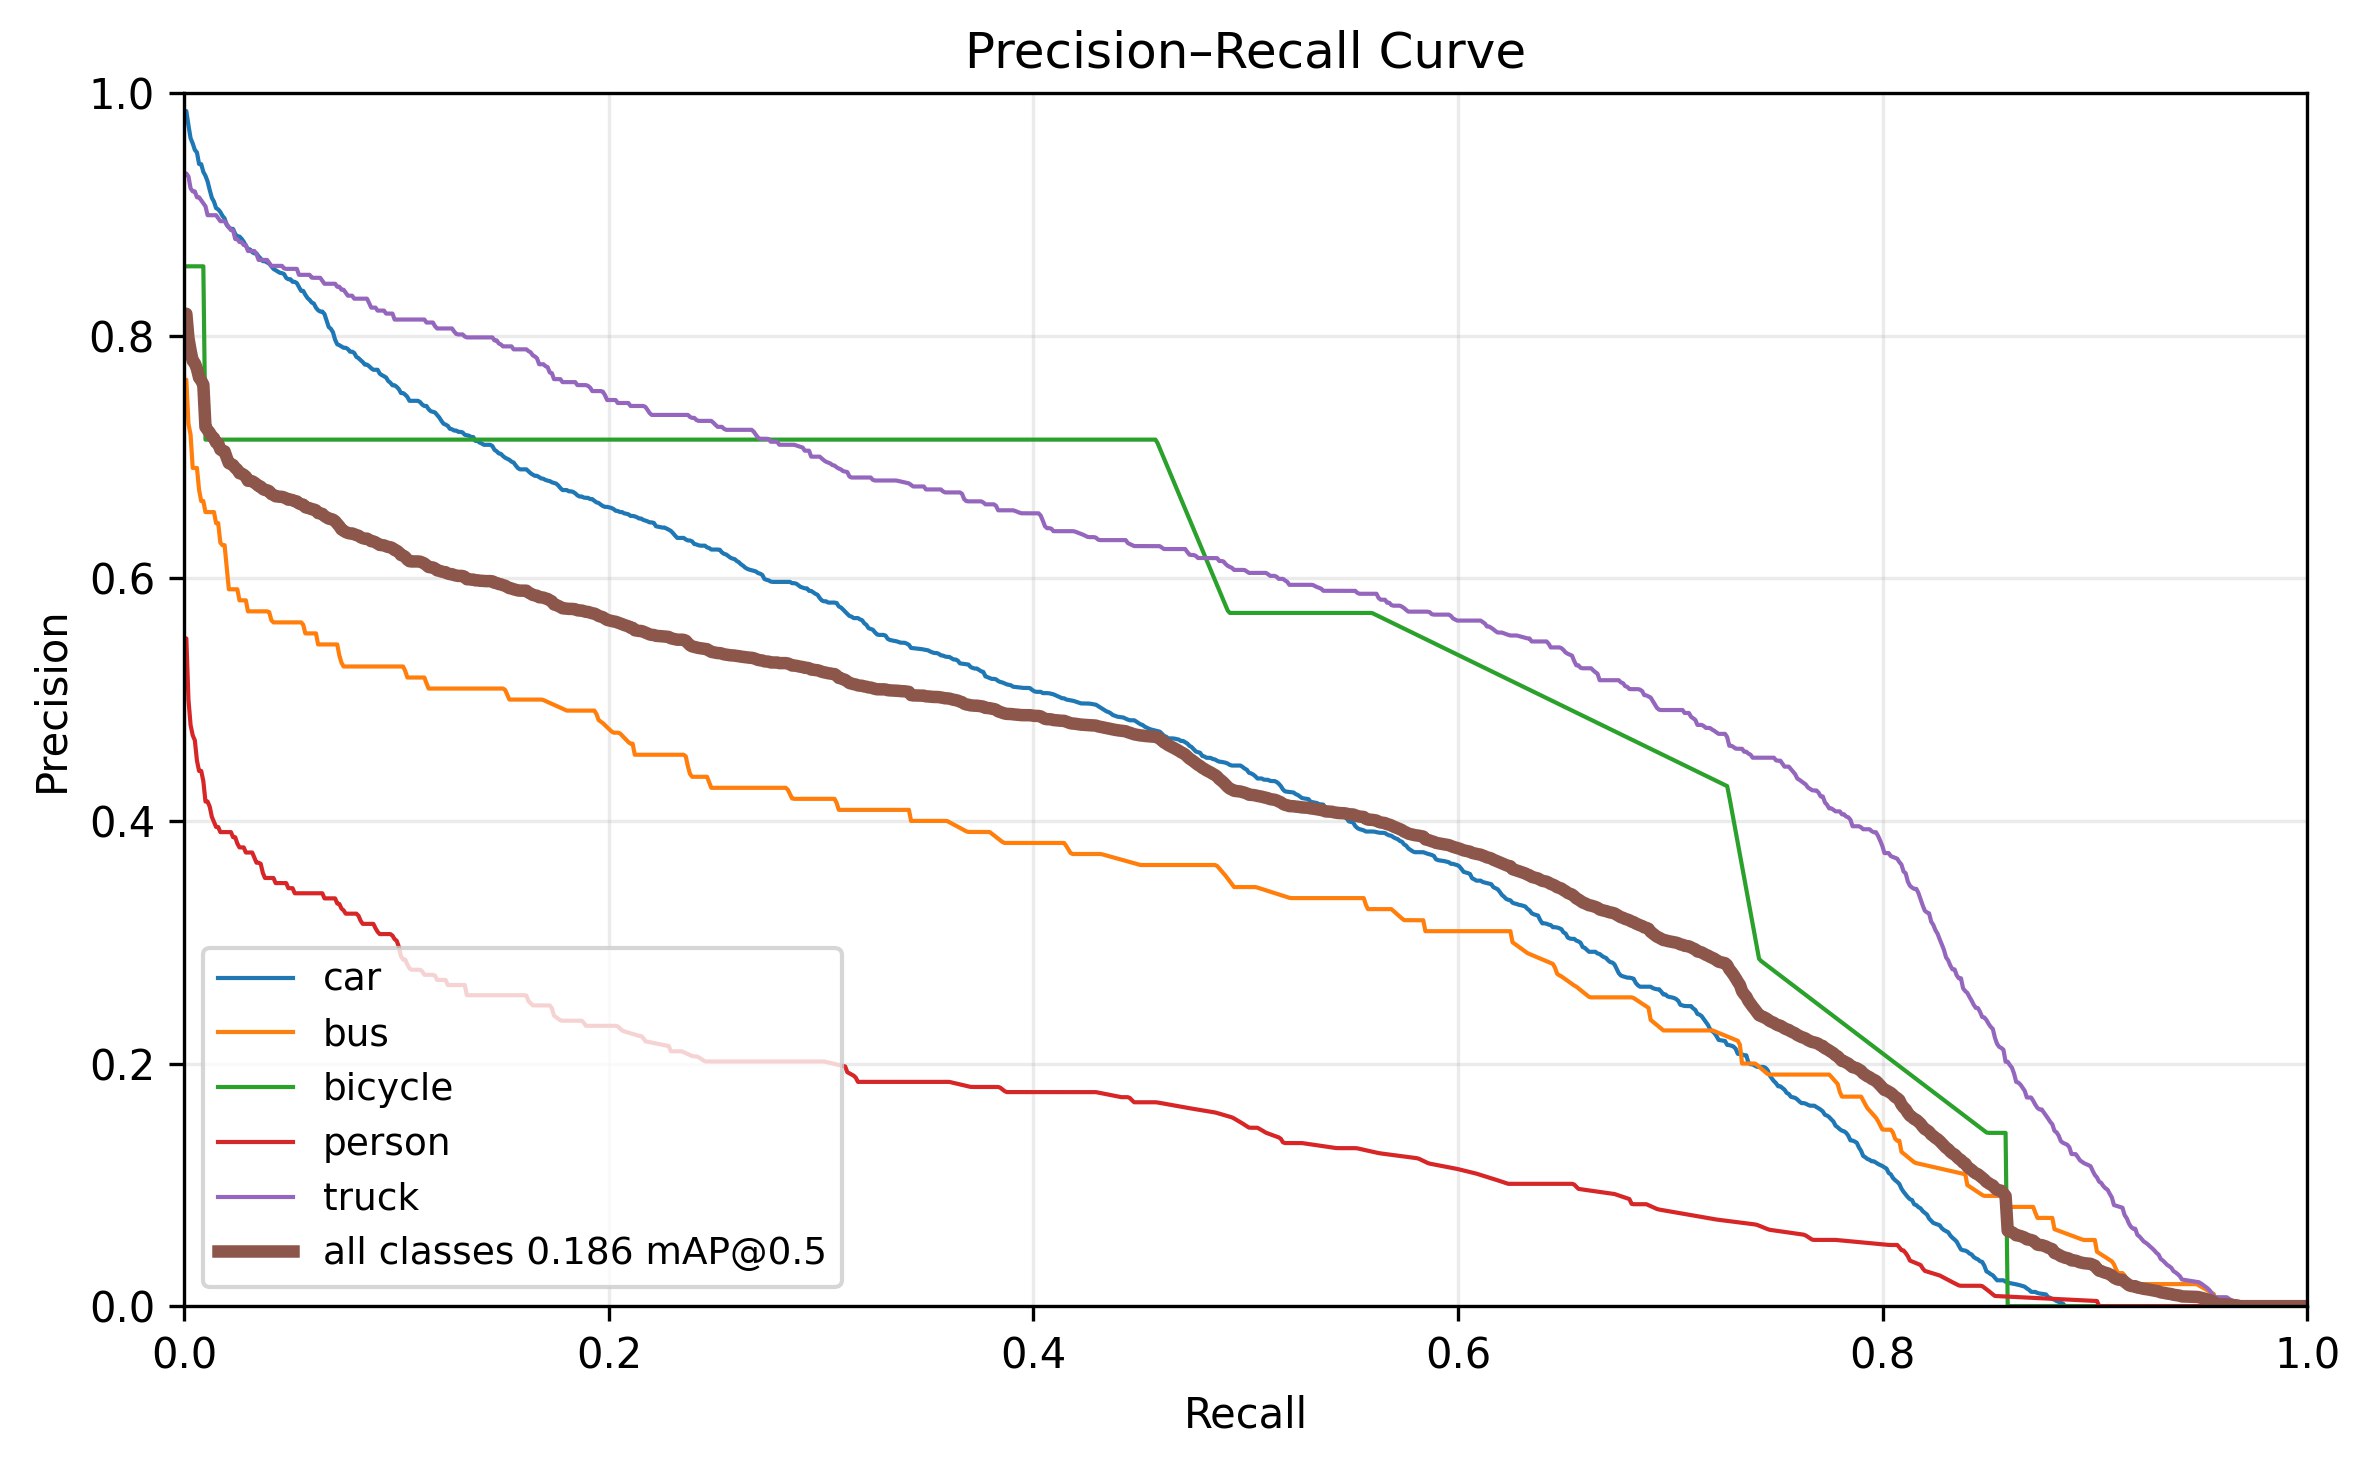 Precision–Recall Curve
1.0
0.8
0.6
0.4
0.2
0.0
Precision
car
bus
bicycle
person
truck
all classes 0.186 mAP@0.5
0.0 0.2 0.4 0.6 0.8 1.0
Recall